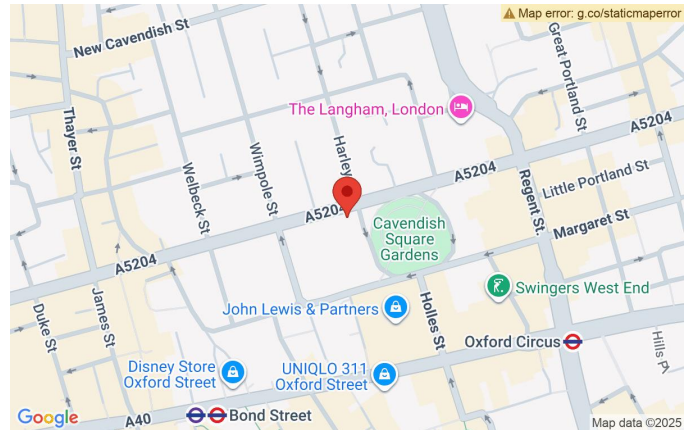 Map error: g.co/staticmaperror
New Cavendish St
Great Portland St
The Langham, London
Thayer St
Harley
Wimpole St
Welbeck St
A5204
A5204
A5204
A5204
Regent St.
Little Portland St
Margaret St
Cavendish
Square
Gardens
Swingers West End
John Lewis & Partners
Holles St
James St
Duke St
Oxford Circus
Disney Store
Oxford Street
UNIQLO 311
Oxford Street
A40
Bond Street
Google
Map data ©2025